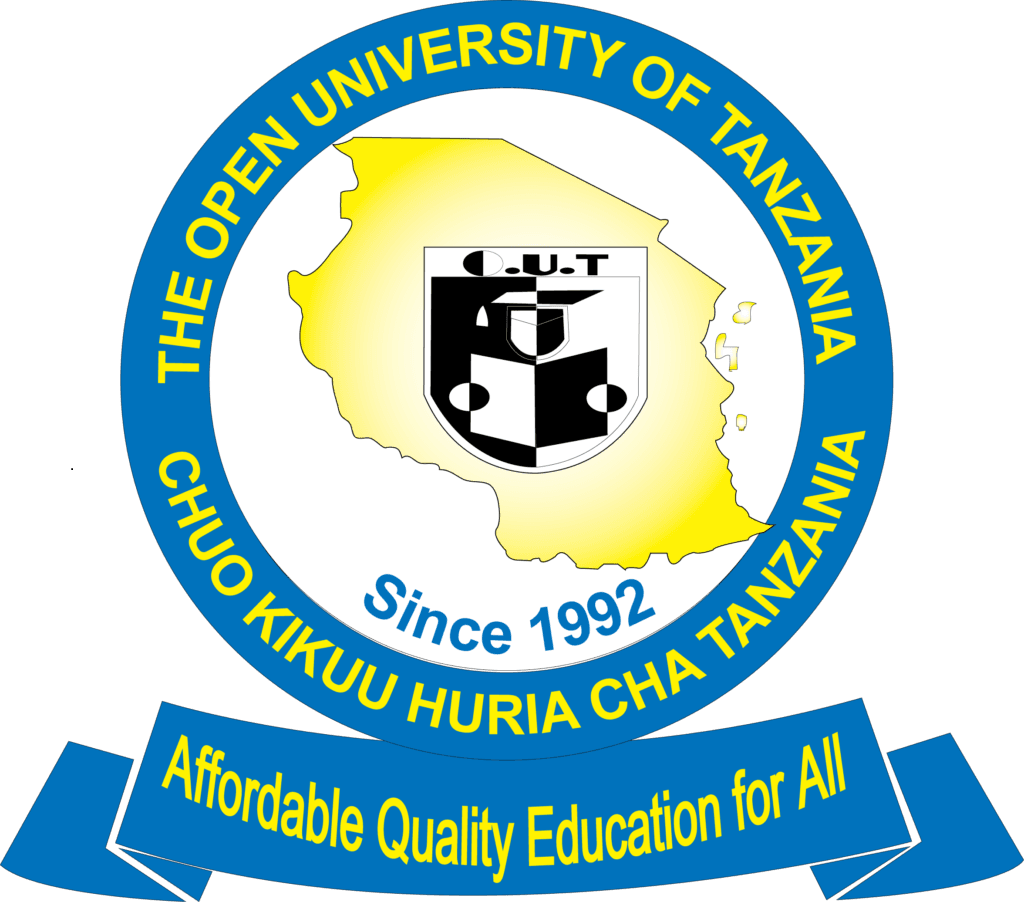 THE OPEN UNIVERSITY OF TANZANIA
O.U.T
Since 1992
CHUO KIKUU HURIA CHA TANZANIA
Affordable Quality Education for All